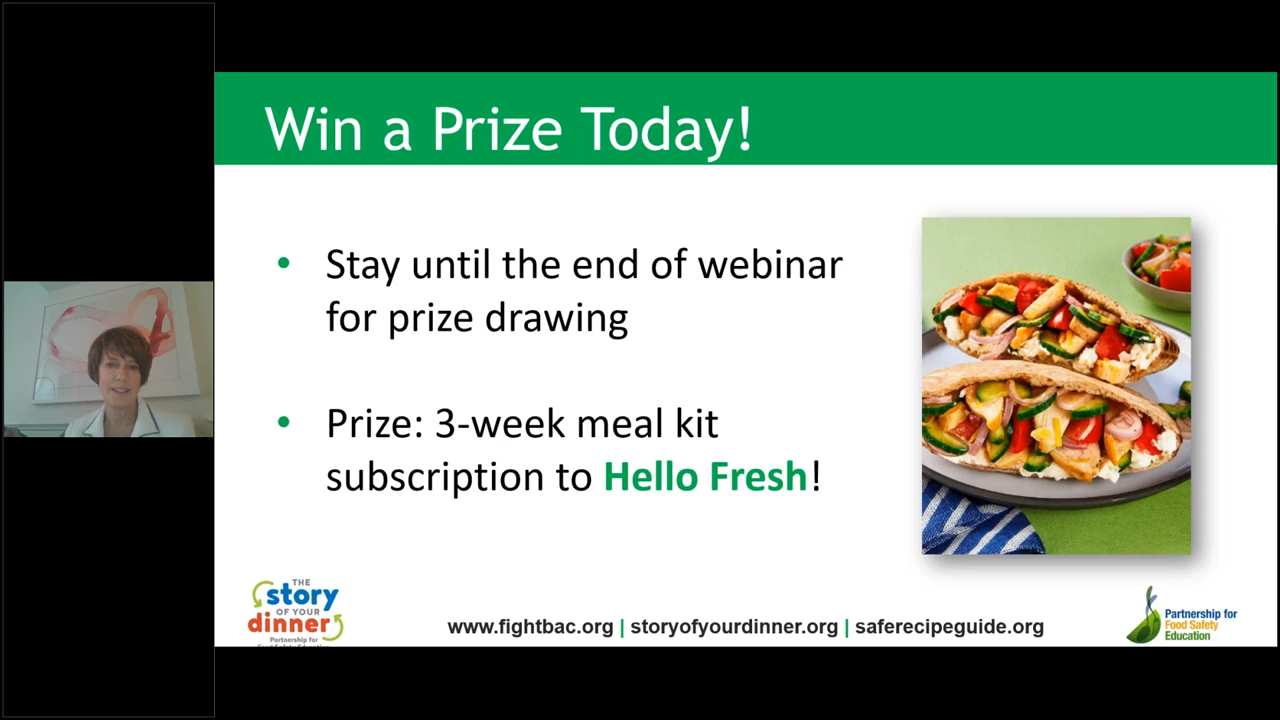 Win a Prize Today!
• Stay until the end of webinar
for prize drawing
• Prize: 3-week meal kit
subscription to Hello Fresh!
THE
story
OF YOUR
dinner
Partnership for
www.fightbac.org | storyofyourdinner.org | saferecipeguide.org
Partnership for
Food Safety
Education